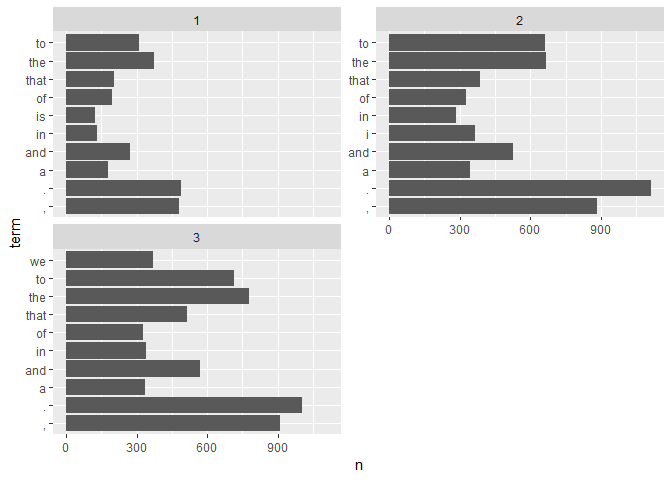 1
to
the
that
of
is
in
and
a
.
,
2
to
the
that
of
in
i
and
a
.
,
0 300 600 900
3
we
to
the
that
of
in
and
a
.
,
0 300 600 900
term
n